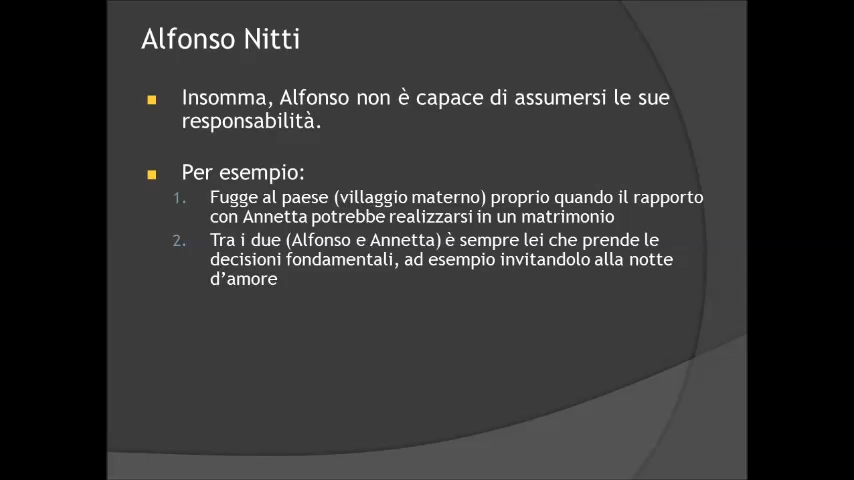 Alfonso Nitti
■ Insomma, Alfonso non è capace di assumersi le sue
responsabilità.
■ Per esempio:
1. Fugge al paese (villaggio materno) proprio quando il rapporto
con Annetta potrebbe realizzarsi in un matrimonio
2. Tra i due (Alfonso e Annetta) è sempre lei che prende le
decisioni fondamentali, ad esempio invitandolo alla notte
d’amore